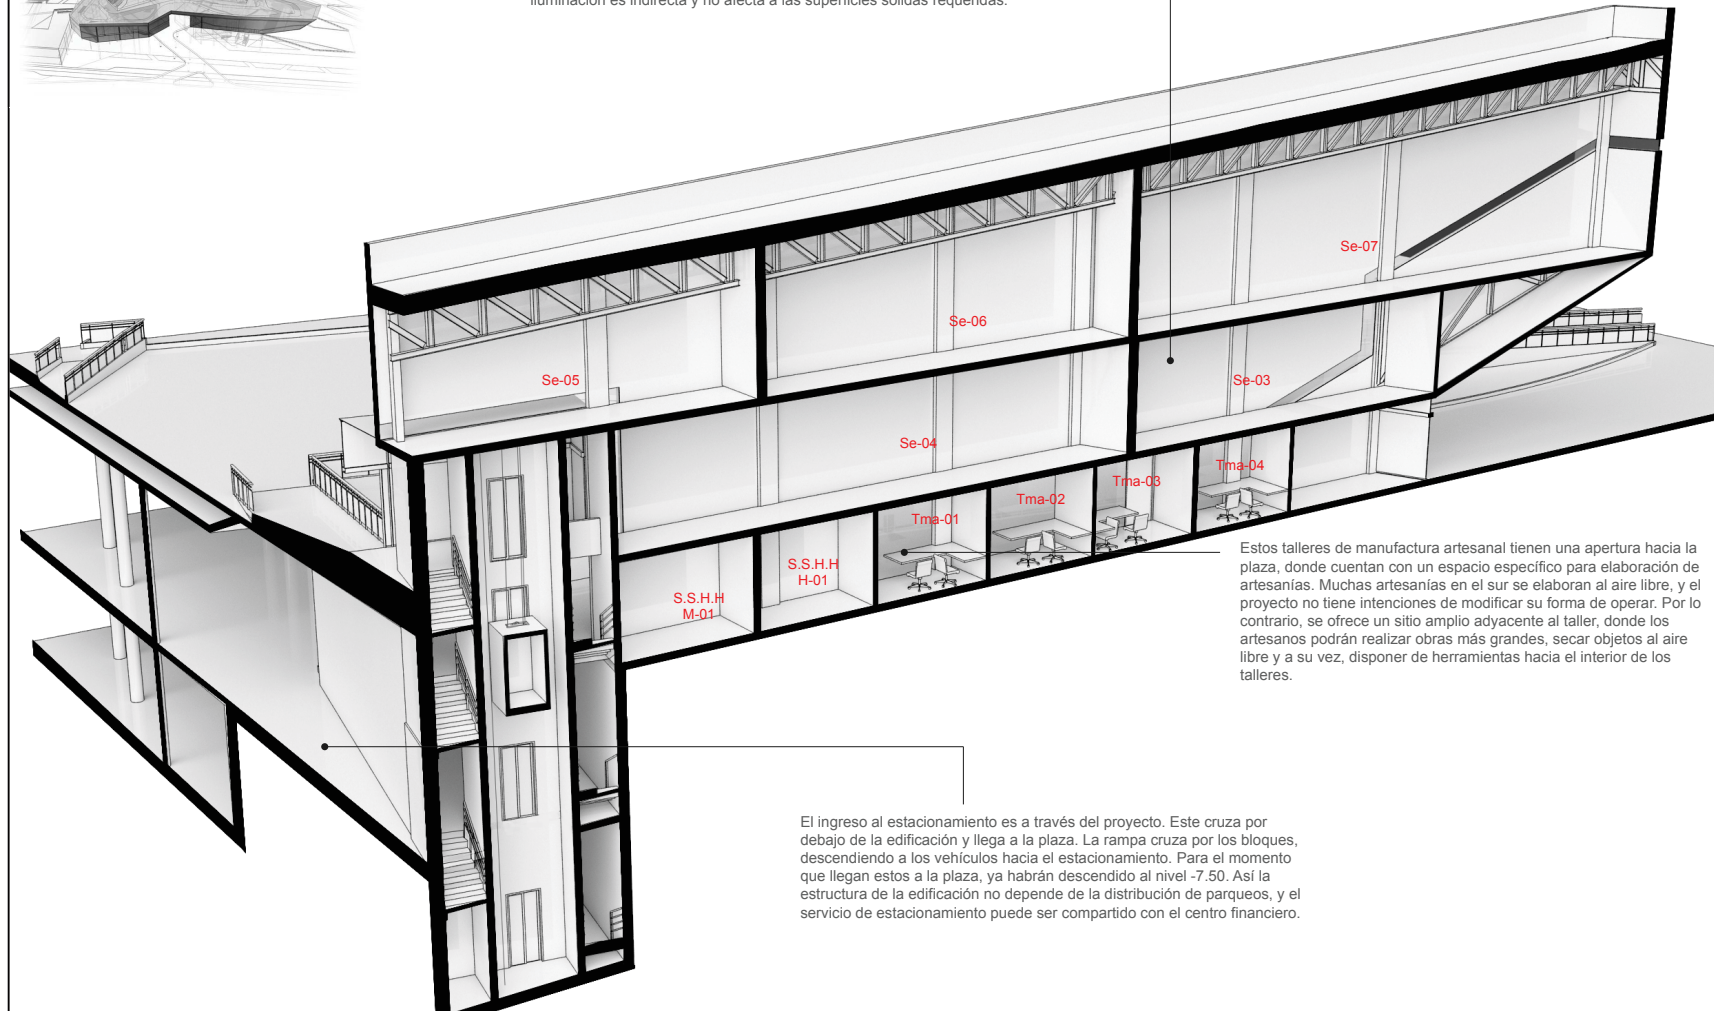 iluminación es indirecta y no afecta a las superficies sólidas requeridas.
Se-07
Se-06
Se-05
Se-03
Se-04
Tma-04
Tma-03
Tma-02
Tma-01
S.S.H.H
H-01
S.S.H.H
M-01
Estos talleres de manufactura artesanal tienen una apertura hacia la
plaza, donde cuentan con un espacio específico para elaboración de
artesanías. Muchas artesanías en el sur se elaboran al aire libre, y el
proyecto no tiene intenciones de modificar su forma de operar. Por lo
contrario, se ofrece un sitio amplio adyacente al taller, donde los
artesanos podrán realizar obras más grandes, secar objetos al aire
libre y a su vez, disponer de herramientas hacia el interior de los
talleres.
El ingreso al estacionamiento es a través del proyecto. Este cruza por
debajo de la edificación y llega a la plaza. La rampa cruza por los bloques,
descendiendo a los vehículos hacia el estacionamiento. Para el momento
que llegan estos a la plaza, ya habrán descendido al nivel -7.50. Así la
estructura de la edificación no depende de la distribución de parqueos, y el
servicio de estacionamiento puede ser compartido con el centro financiero.